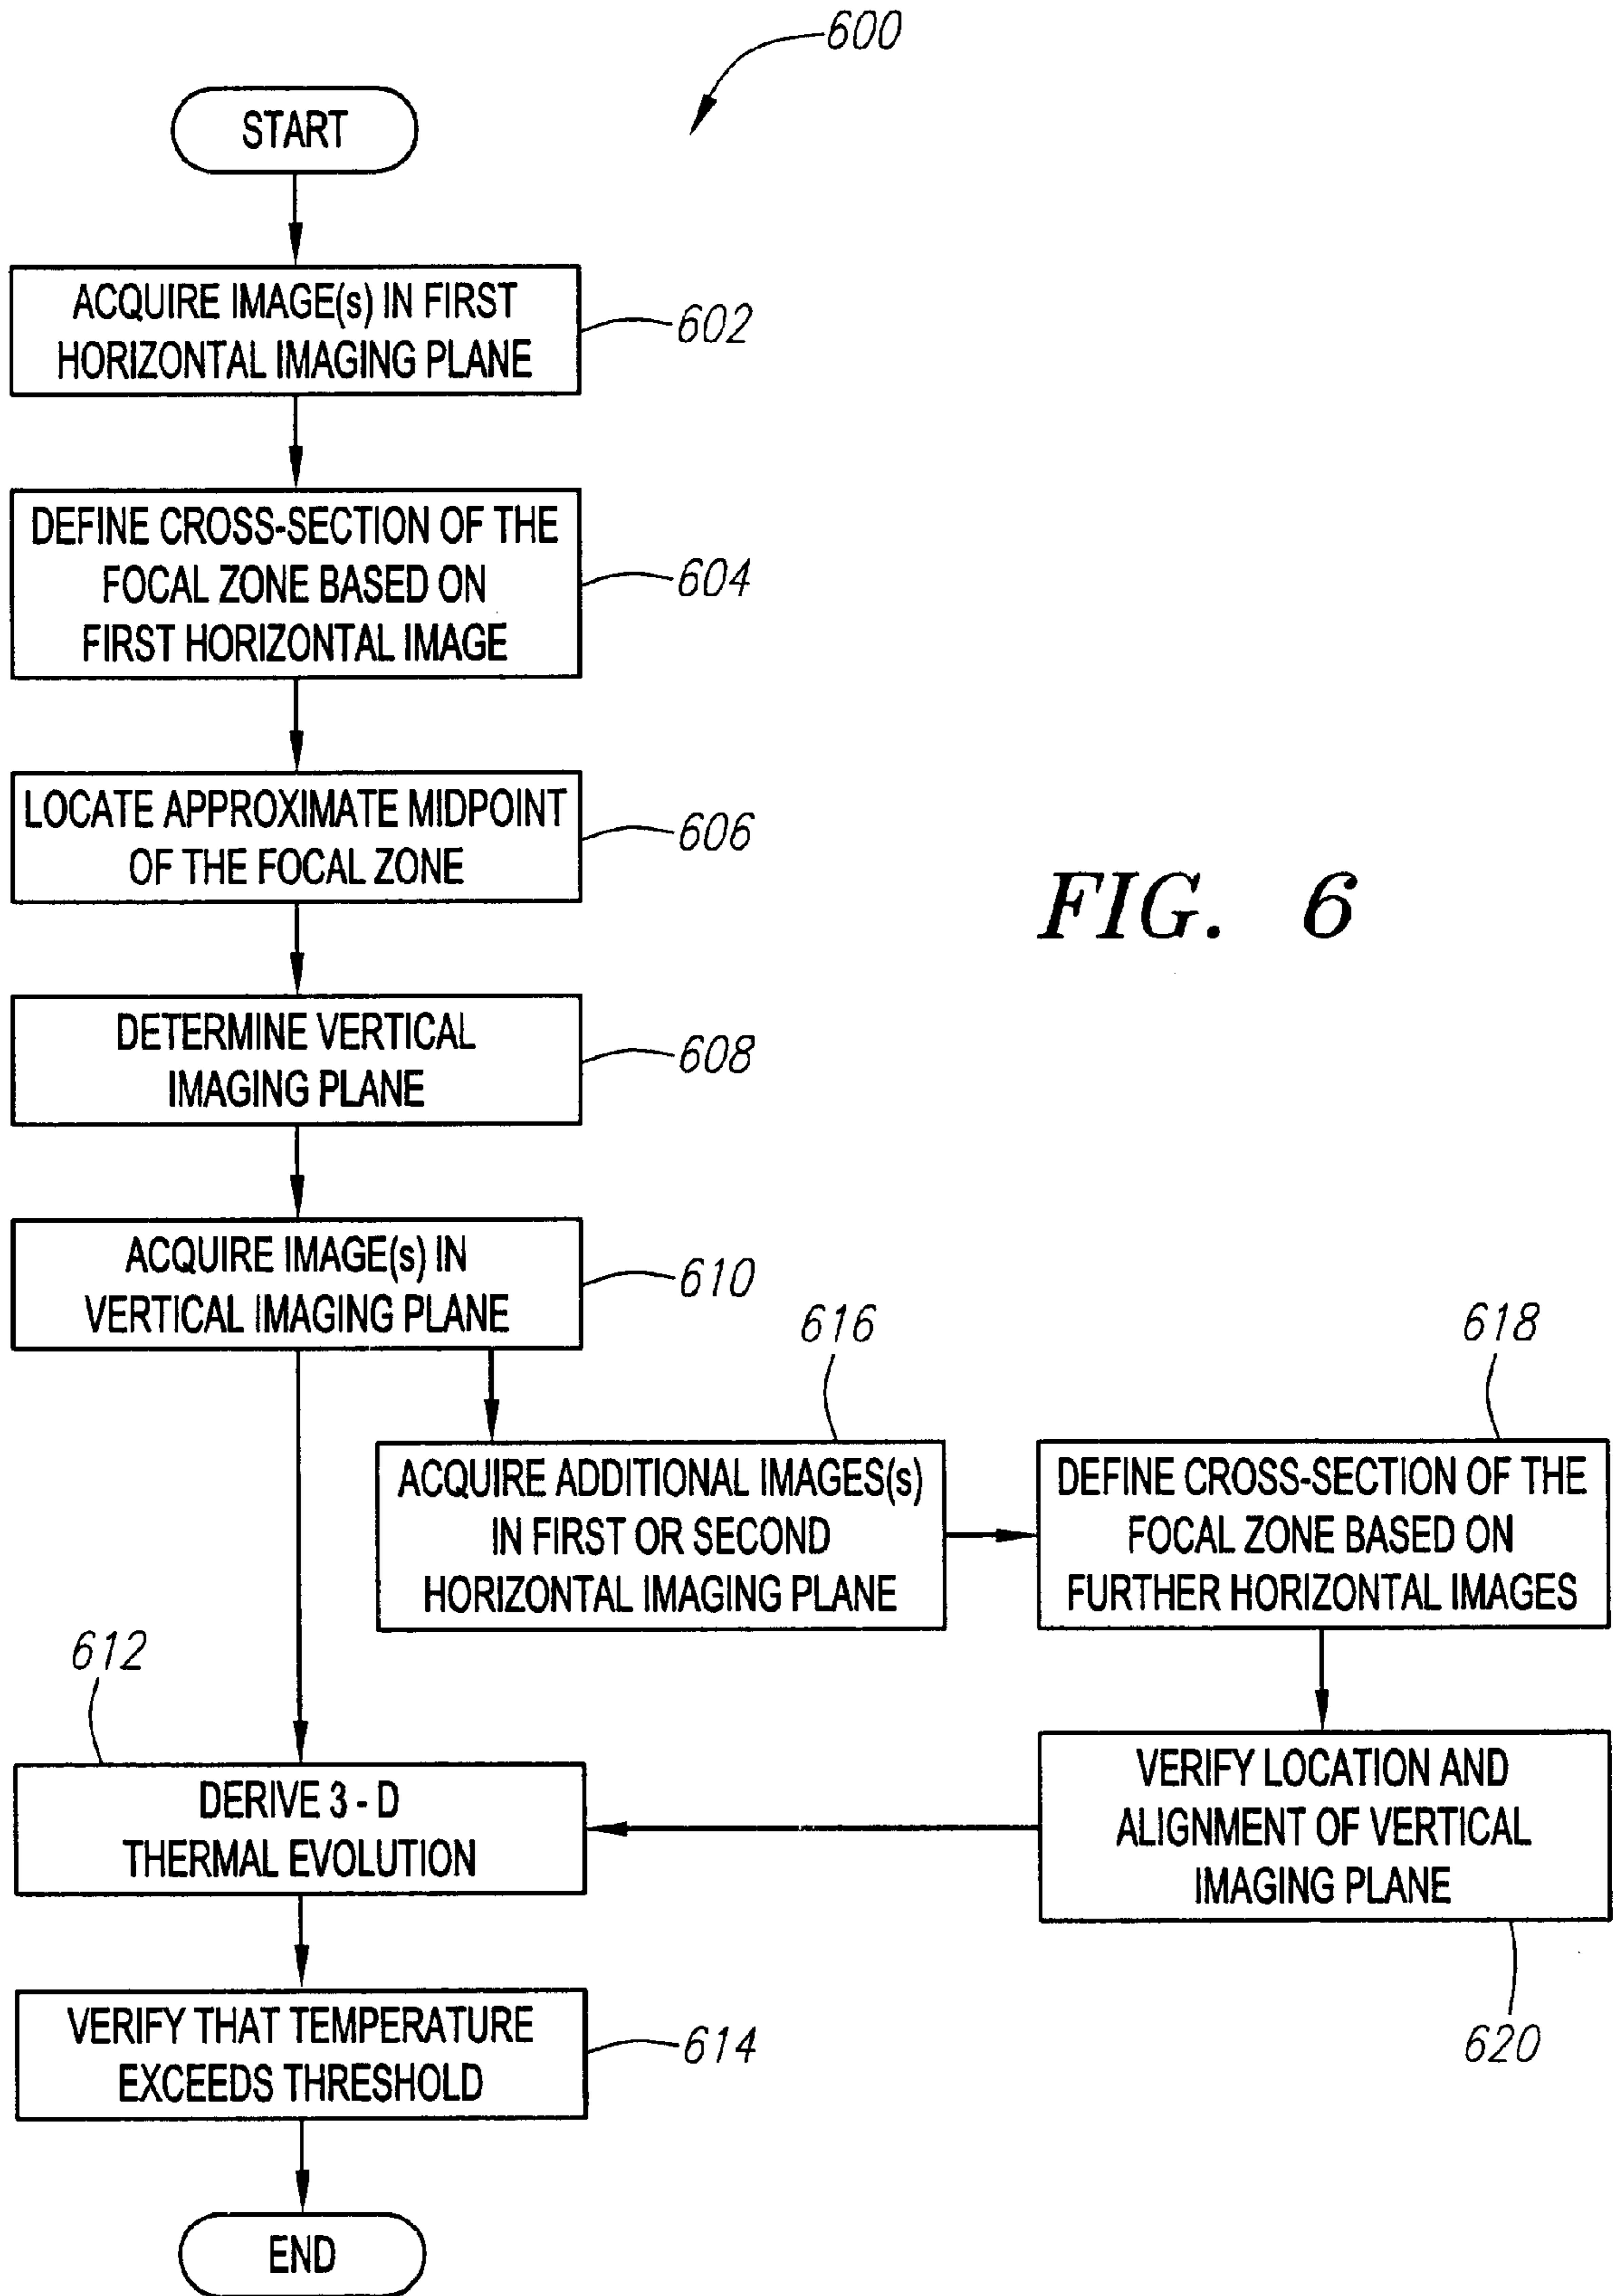 600
START
ACQUIRE IMAGE(s) IN FIRST
HORIZONTAL IMAGING PLANE
602
DEFINE CROSS-SECTION OF THE
FOCAL ZONE BASED ON
FIRST HORIZONTAL IMAGE
604
LOCATE APPROXIMATE MIDPOINT
OF THE FOCAL ZONE
606
FIG. 6
DETERMINE VERTICAL
IMAGING PLANE
608
ACQUIRE IMAGE(s) IN
VERTICAL IMAGING PLANE
610
616
ACQUIRE ADDITIONAL IMAGES(s)
IN FIRST OR SECOND
HORIZONTAL IMAGING PLANE
618
DEFINE CROSS-SECTION OF THE
FOCAL ZONE BASED ON
FURTHER HORIZONTAL IMAGES
612
DERIVE 3 - D
THERMAL EVOLUTION
VERIFY LOCATION AND
ALIGNMENT OF VERTICAL
IMAGING PLANE
620
VERIFY THAT TEMPERATURE
EXCEEDS THRESHOLD
614
END